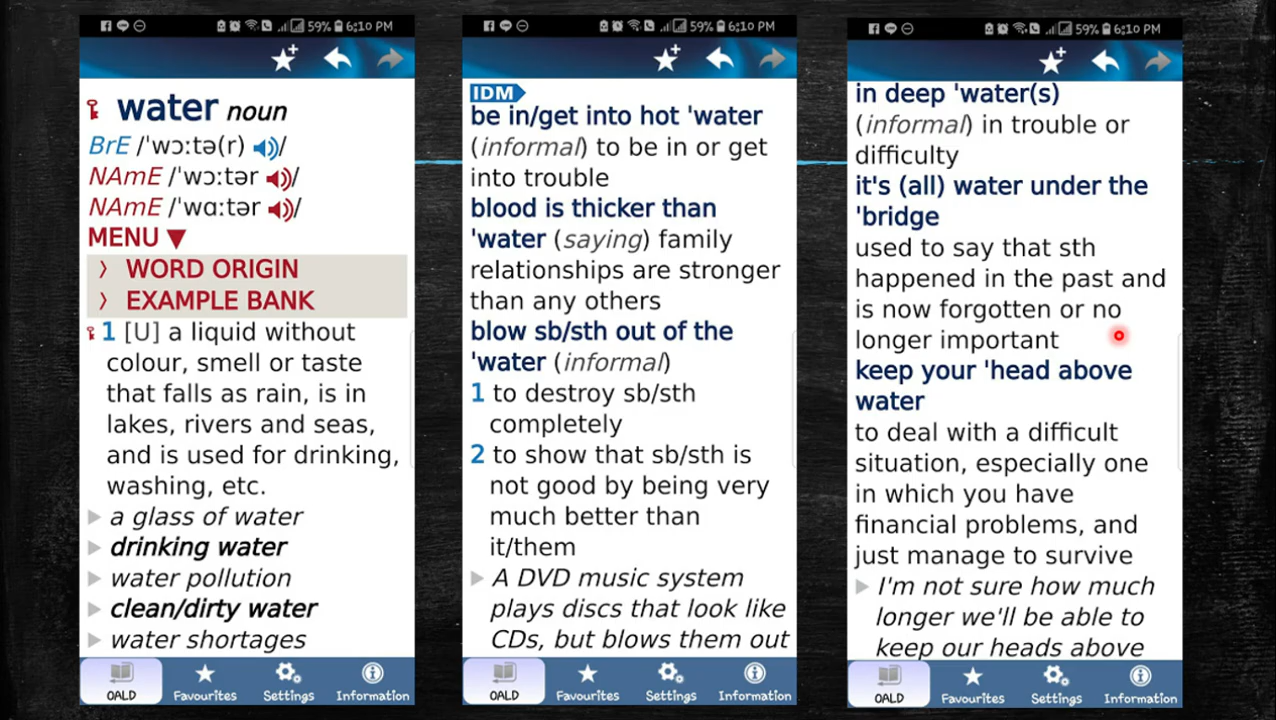 59% 6:10 PM
water noun
BrE /ˈwɔːtə(r) /
NAmE /ˈwɔːtər /
NAmE /ˈwɑːtər /
MENU ▼
〉 WORD ORIGIN
〉 EXAMPLE BANK
1 [U] a liquid without
colour, smell or taste
that falls as rain, is in
lakes, rivers and seas,
and is used for drinking,
washing, etc.
a glass of water
drinking water
water pollution
clean/dirty water
water shortages
OALD Favourites Settings Information
59% 6:10 PM
IDM
be in/get into hot 'water
(informal) to be in or get
into trouble
blood is thicker than
'water (saying) family
relationships are stronger
than any others
blow sb/sth out of the
'water (informal)
1 to destroy sb/sth
completely
2 to show that sb/sth is
not good by being very
much better than
it/them
A DVD music system
plays discs that look like
CDs, but blows them out
OALD Favourites Settings Information
59% 6:10 PM
in deep 'water(s)
(informal) in trouble or
difficulty
it's (all) water under the
'bridge
used to say that sth
happened in the past and
is now forgotten or no
longer important
keep your 'head above
water
to deal with a difficult
situation, especially one
in which you have
financial problems, and
just manage to survive
I'm not sure how much
longer we'll be able to
keep our heads above
OALD Favourites Settings Information